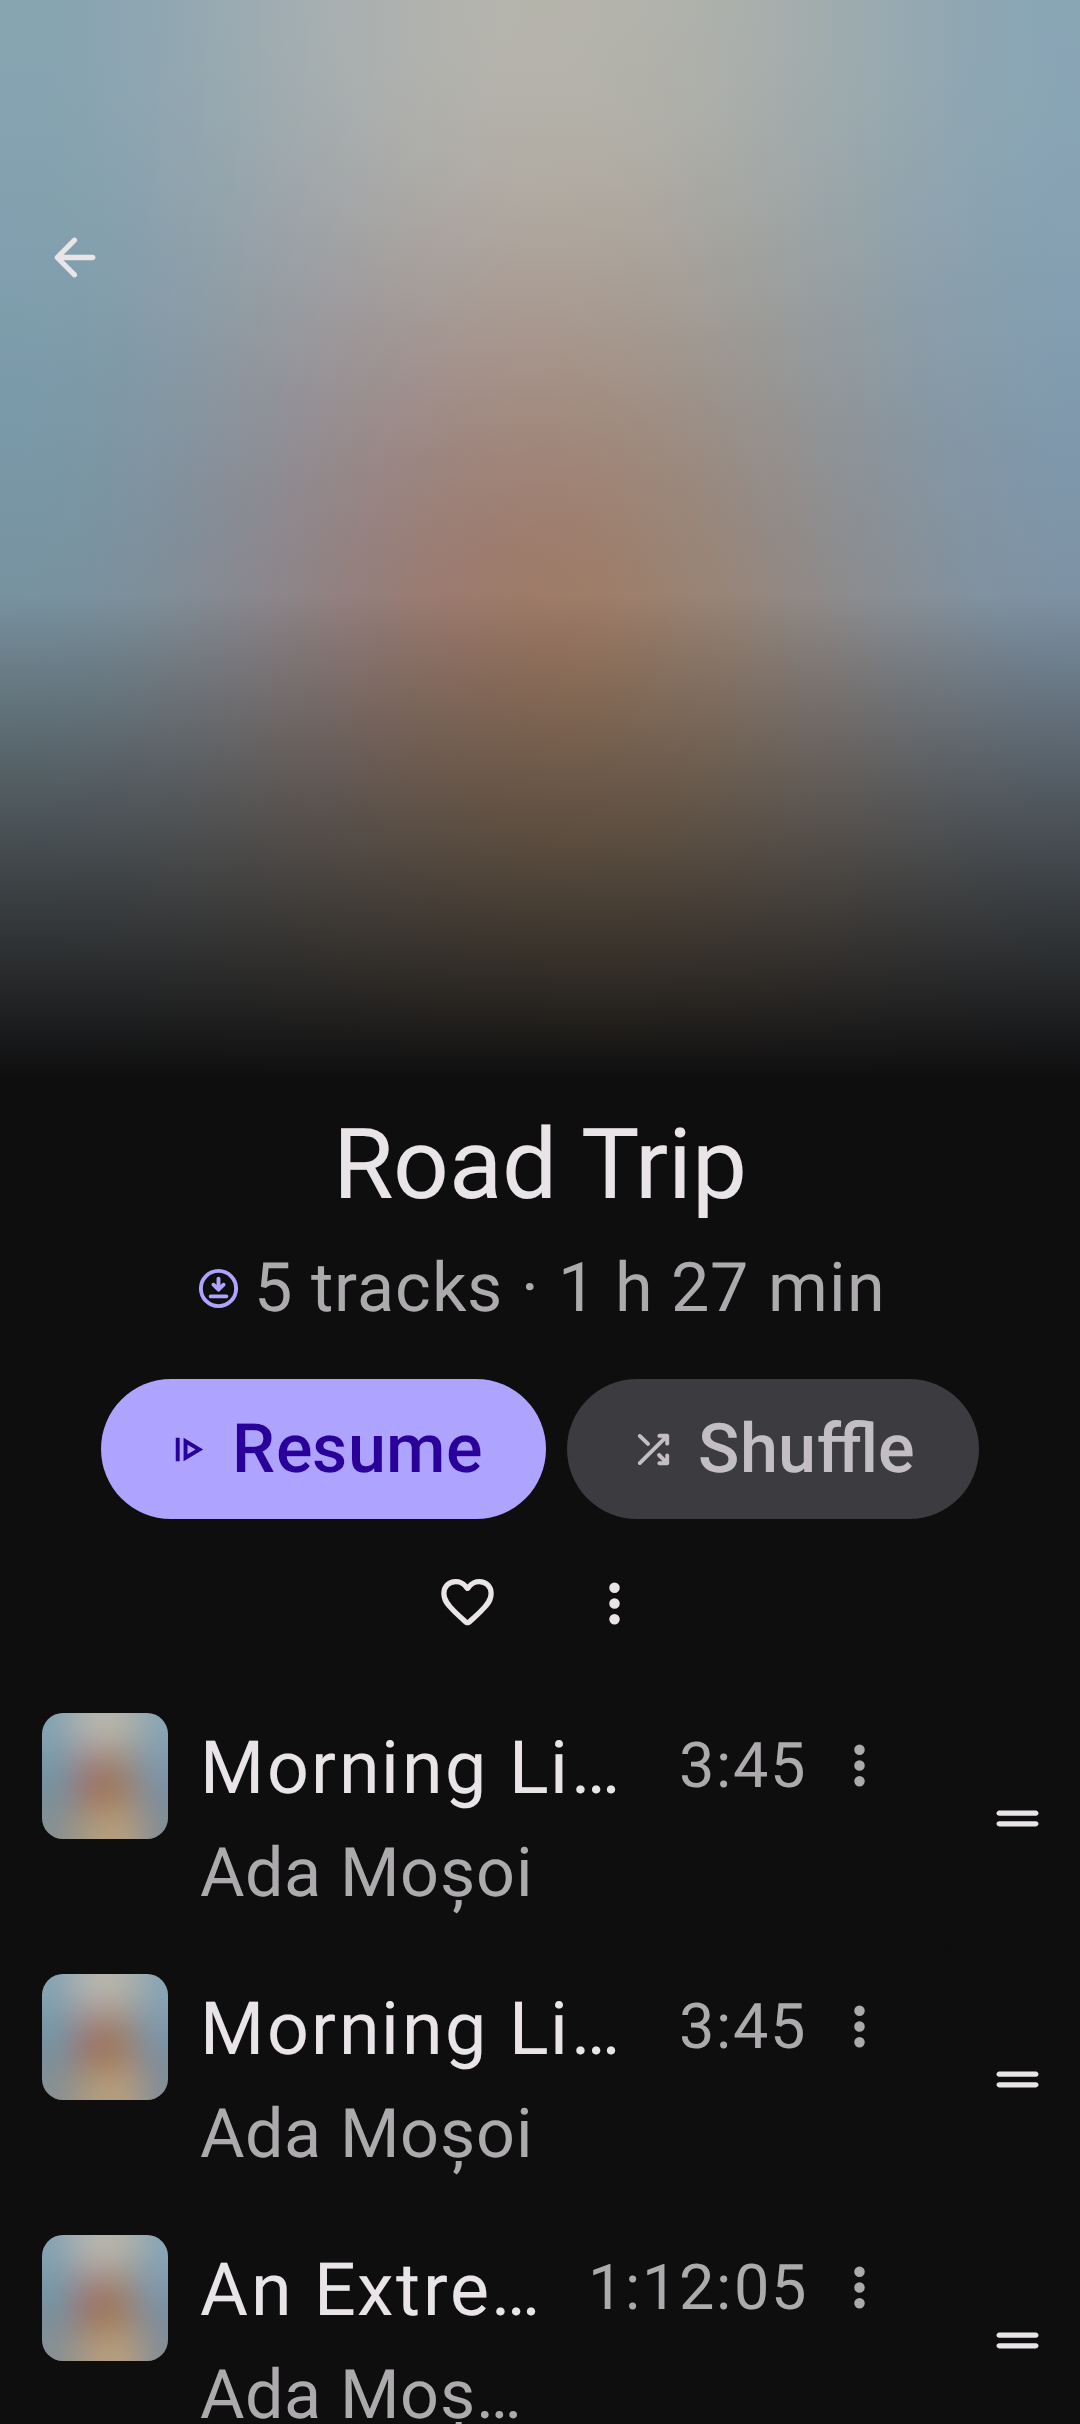 Road Trip
5 tracks · 1 h 27 min
Resume
Shuffle
Morning Li… 3:45
Ada Moșoi
Morning Li… 3:45
Ada Moșoi
An Extre… 1:12:05
Ada Moș…